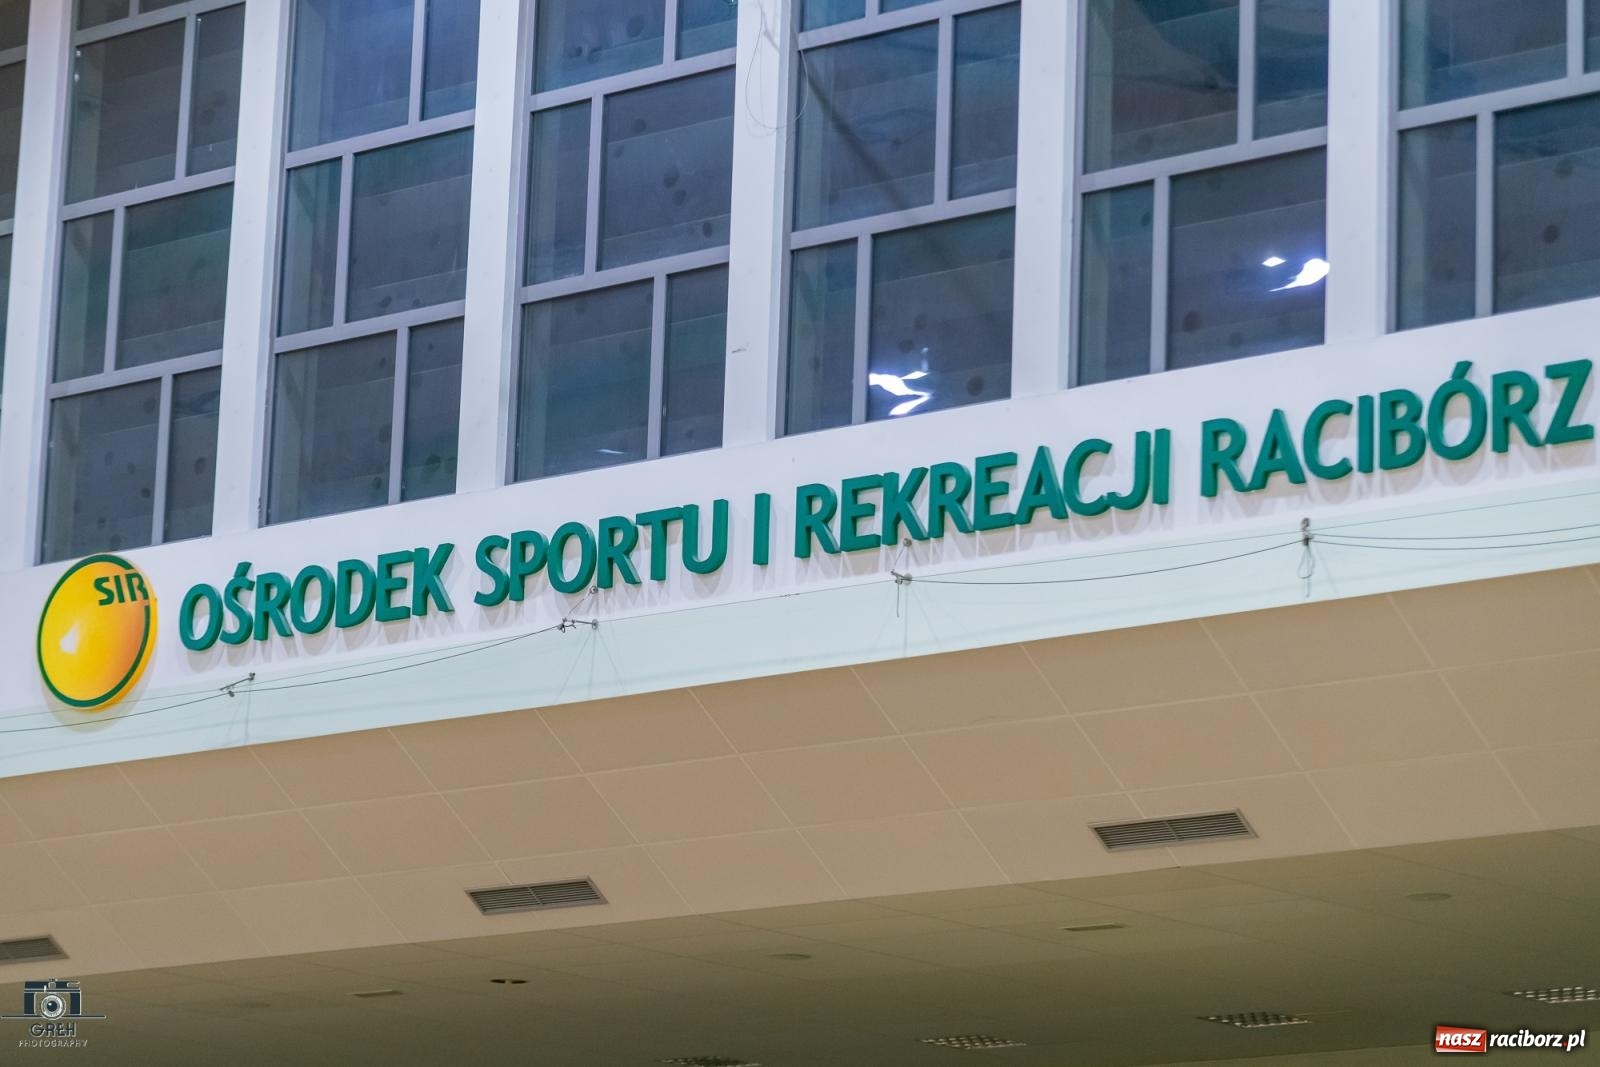 SIR
OŚRODEK SPORTU I REKREACJI RACIBÓRZ
GREH
PHOTOGRAPHY
nasz raciborz.pl